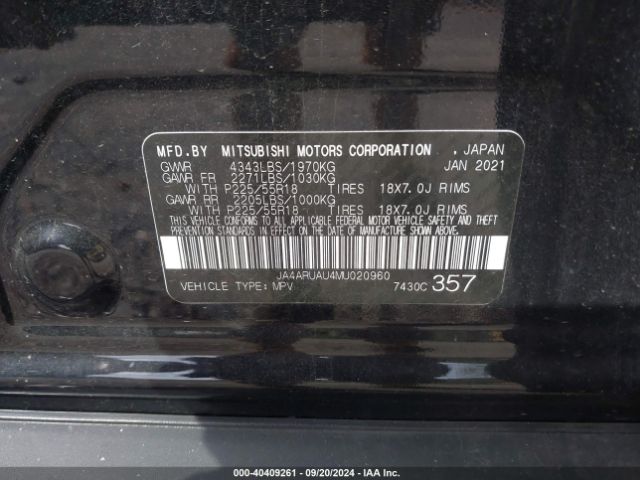 MFD.BY MITSUBISHI MOTORS CORPORATION , JAPAN
GVWR 4343LBS/1970KG JAN 2021
GAWR FR 2271LBS/1030KG
WITH P225/55R18 TIRES 18X7.0J RIMS
GAWR RR 2205LBS/1000KG
WITH P225/55R18 TIRES 18X7.0J RIMS
THIS VEHICLE CONFORMS TO ALL APPLICABLE FEDERAL MOTOR VEHICLE SAFETY AND THEFT
PREVENTION STANDARDS IN EFFECT ON THE DATE OF MANUFACTURE SHOWN ABOVE.
JA4ARUAU4MU020960
VEHICLE TYPE: MPV 7430C 357
000-40409261 - 09/20/2024 - IAA Inc.